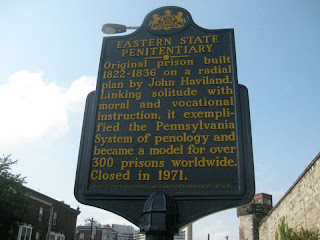 EASTERN STATE
PENITENTIARY
Original prison built
1822-1836 on a radial
plan by John Haviland.
Linking solitude with
moral and vocational
instruction, it exempli-
fied the Pennsylvania
System of penology and
became a model for over
300 prisons worldwide.
Closed in 1971.